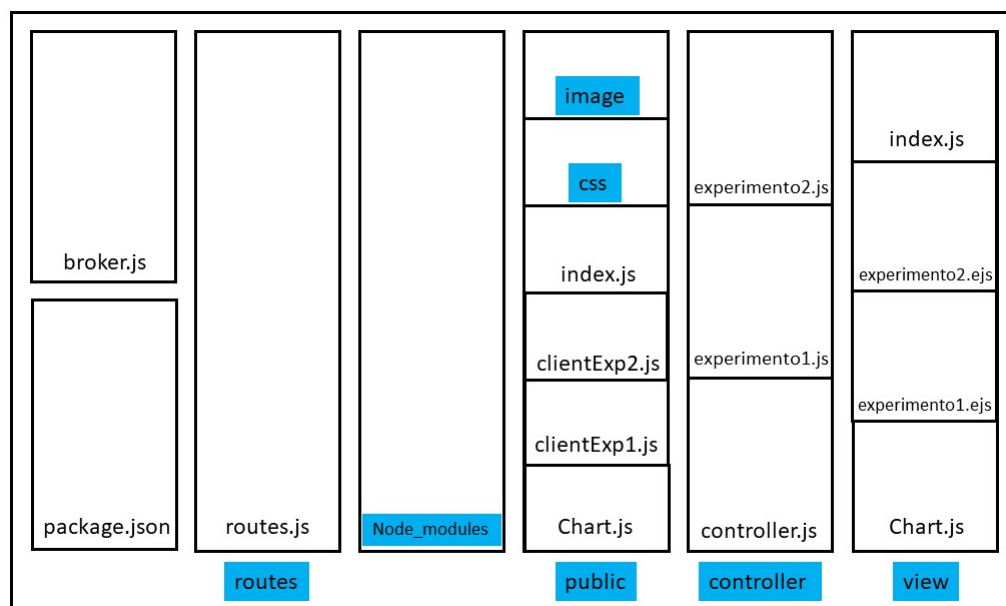 broker.js
package.json
routes.js
routes
Node_modules
image
css
index.js
clientExp2.js
clientExp1.js
Chart.js
public
experimento2.js
experimento1.js
controller.js
controller
index.js
experimento2.ejs
experimento1.ejs
Chart.js
view